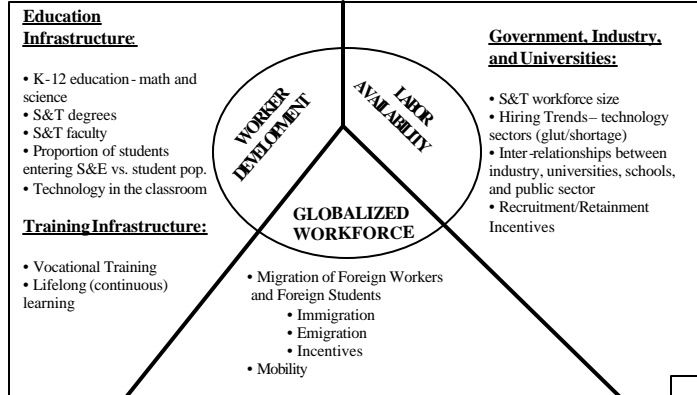 Education
Infrastructure:
• K-12 education - math and
science
• S&T degrees
• S&T faculty
• Proportion of students
entering S&E vs. student pop.
• Technology in the classroom
Training Infrastructure:
• Vocational Training
• Lifelong (continuous)
learning
WORKER
DEVELOPMENT
LABOR
AVAILABILITY
GLOBALIZED
WORKFORCE
• Migration of Foreign Workers
and Foreign Students
• Immigration
• Emigration
• Incentives
• Mobility
Government, Industry,
and Universities:
• S&T workforce size
• Hiring Trends – technology
sectors (glut/shortage)
• Inter-relationships between
industry, universities, schools,
and public sector
• Recruitment/Retainment
Incentives